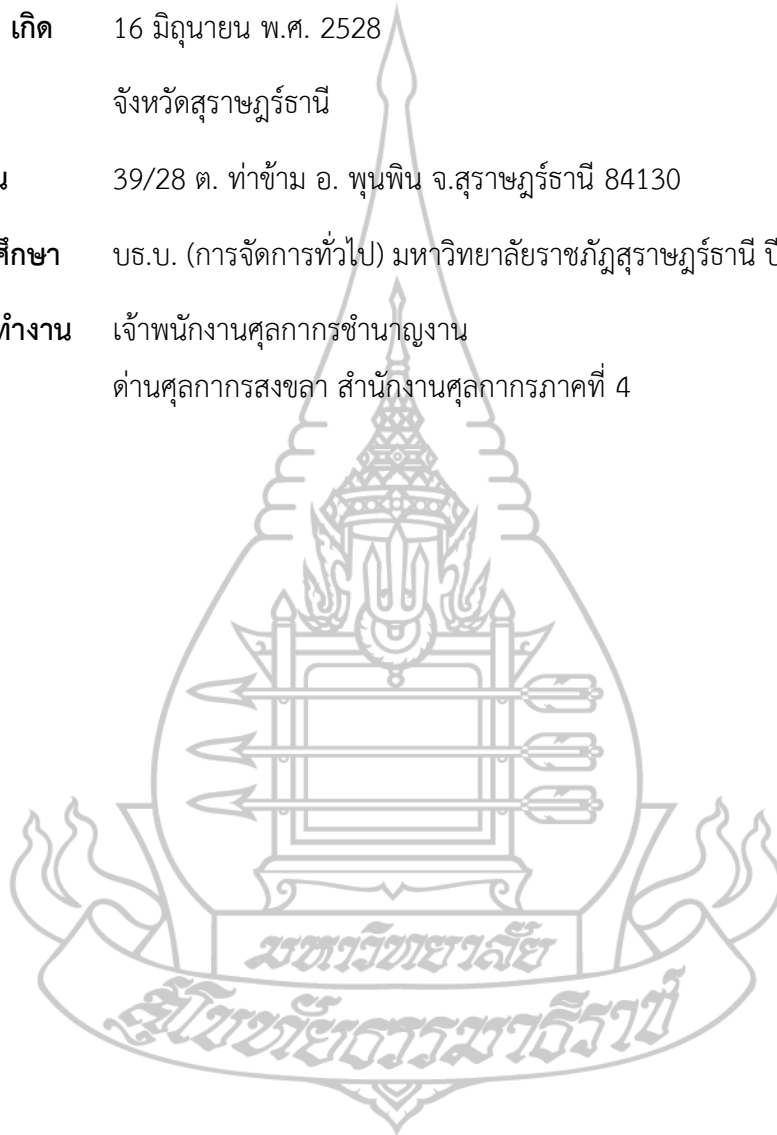 เกิด 16 มิถุนายน พ.ศ. 2528
จังหวัดสุราษฎร์ธานี
39/28 ต. ท่าข้าม อ. พุนพิน จ.สุราษฎร์ธานี 84130
ศึกษา บธ.บ. (การจัดการทั่วไป) มหาวิทยาลัยราชภัฏสุราษฎร์ธานี ปี
ทำงาน เจ้าพนักงานศุลกากรชำนาญงาน
ด่านศุลกากรสงขลา สำนักงานศุลกากรภาคที่ 4
มหาวิทยาลัย
สุโขทัยธรรมาธิราช